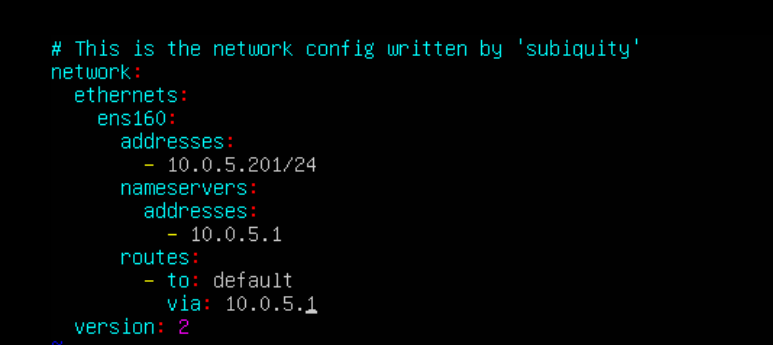 # This is the network config written by 'subiquity'
network:
  ethernets:
    ens160:
      addresses:
        - 10.0.5.201/24
      nameservers:
        addresses:
          - 10.0.5.1
      routes:
        - to: default
          via: 10.0.5.1
  version: 2
~